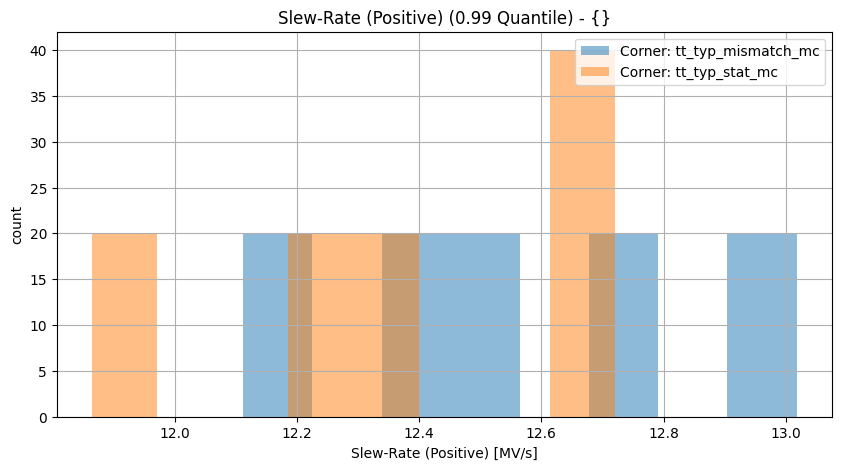 Slew-Rate (Positive) (0.99 Quantile) - {}
Corner: tt_typ_mismatch_mc
Corner: tt_typ_stat_mc
40
35
30
25
20
15
10
5
0
count
12.0 12.2 12.4 12.6 12.8 13.0
Slew-Rate (Positive) [MV/s]